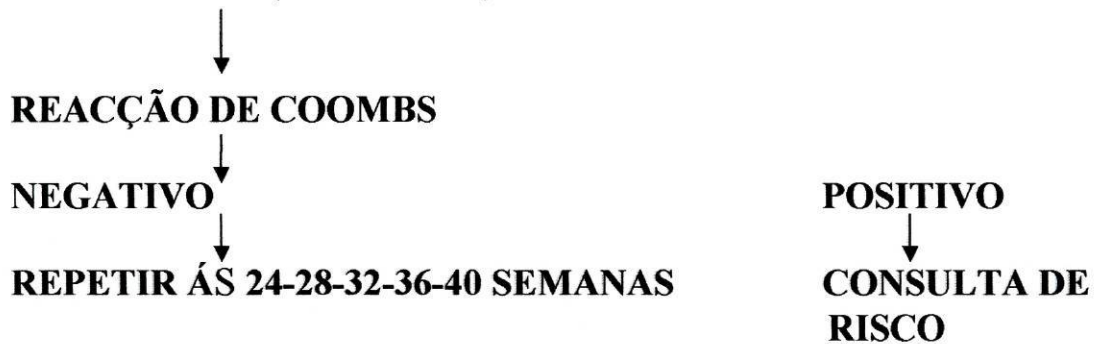 REACÇÃO DE COOMBS
NEGATIVO POSITIVO
REPETIR ÁS 24-28-32-36-40 SEMANAS CONSULTA DE
RISCO